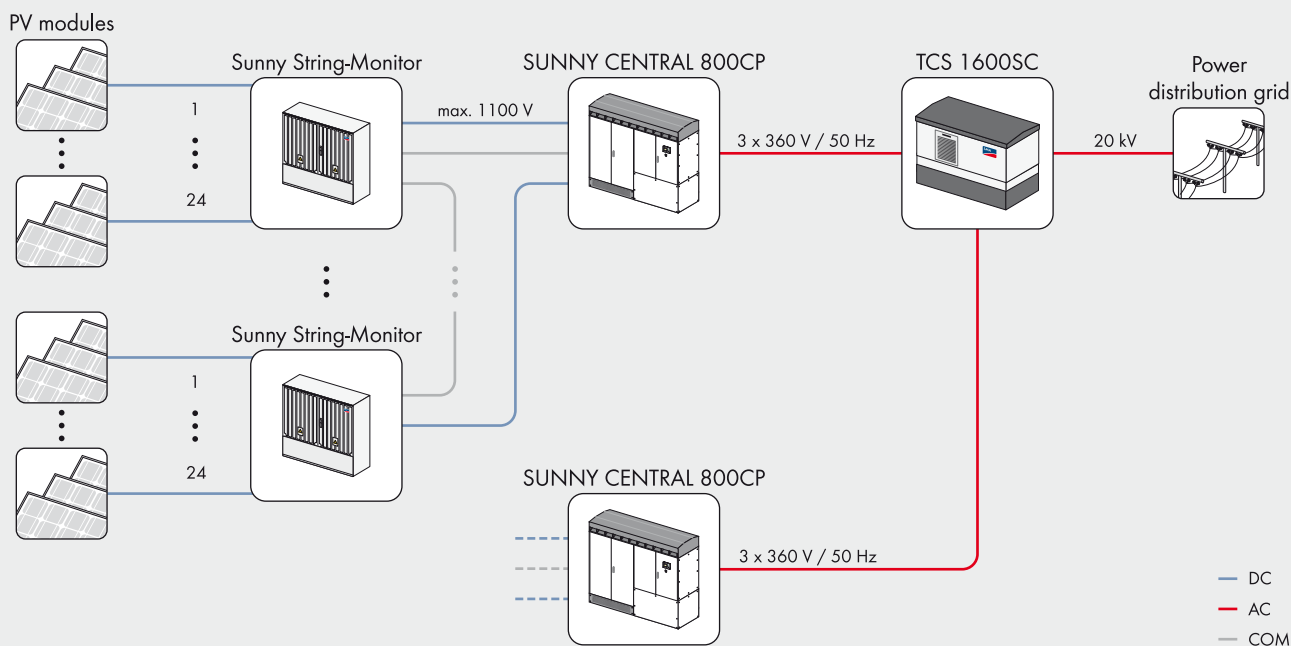 PV modules
Sunny String-Monitor
SUNNY CENTRAL 800CP
TCS 1600SC
Power
distribution grid
1
24
max. 1100 V
3 x 360 V / 50 Hz
20 kV
Sunny String-Monitor
1
24
SUNNY CENTRAL 800CP
3 x 360 V / 50 Hz
DC
AC
COM